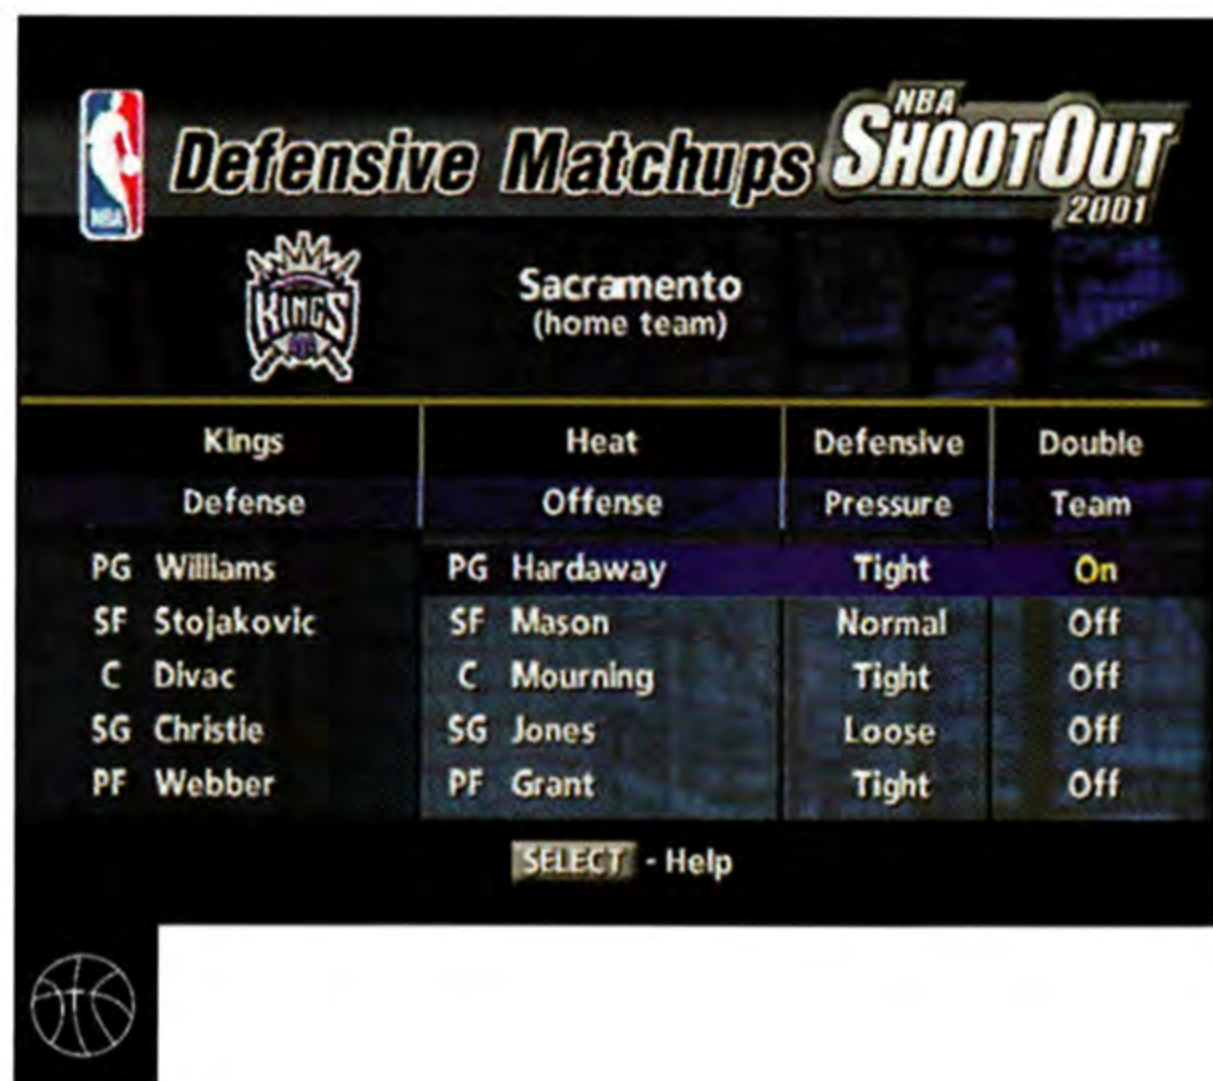 NBA
Defensive Matchups
NBA
SHOOTOUT
2001
KINGS
Sacramento
(home team)
Kings Heat Defensive Double
Defense Offense Pressure Team
PG Williams PG Hardaway Tight On
SF Stojakovic SF Mason Normal Off
C Divac C Mourning Tight Off
SG Christie SG Jones Loose Off
PF Webber PF Grant Tight Off
SELECT - Help